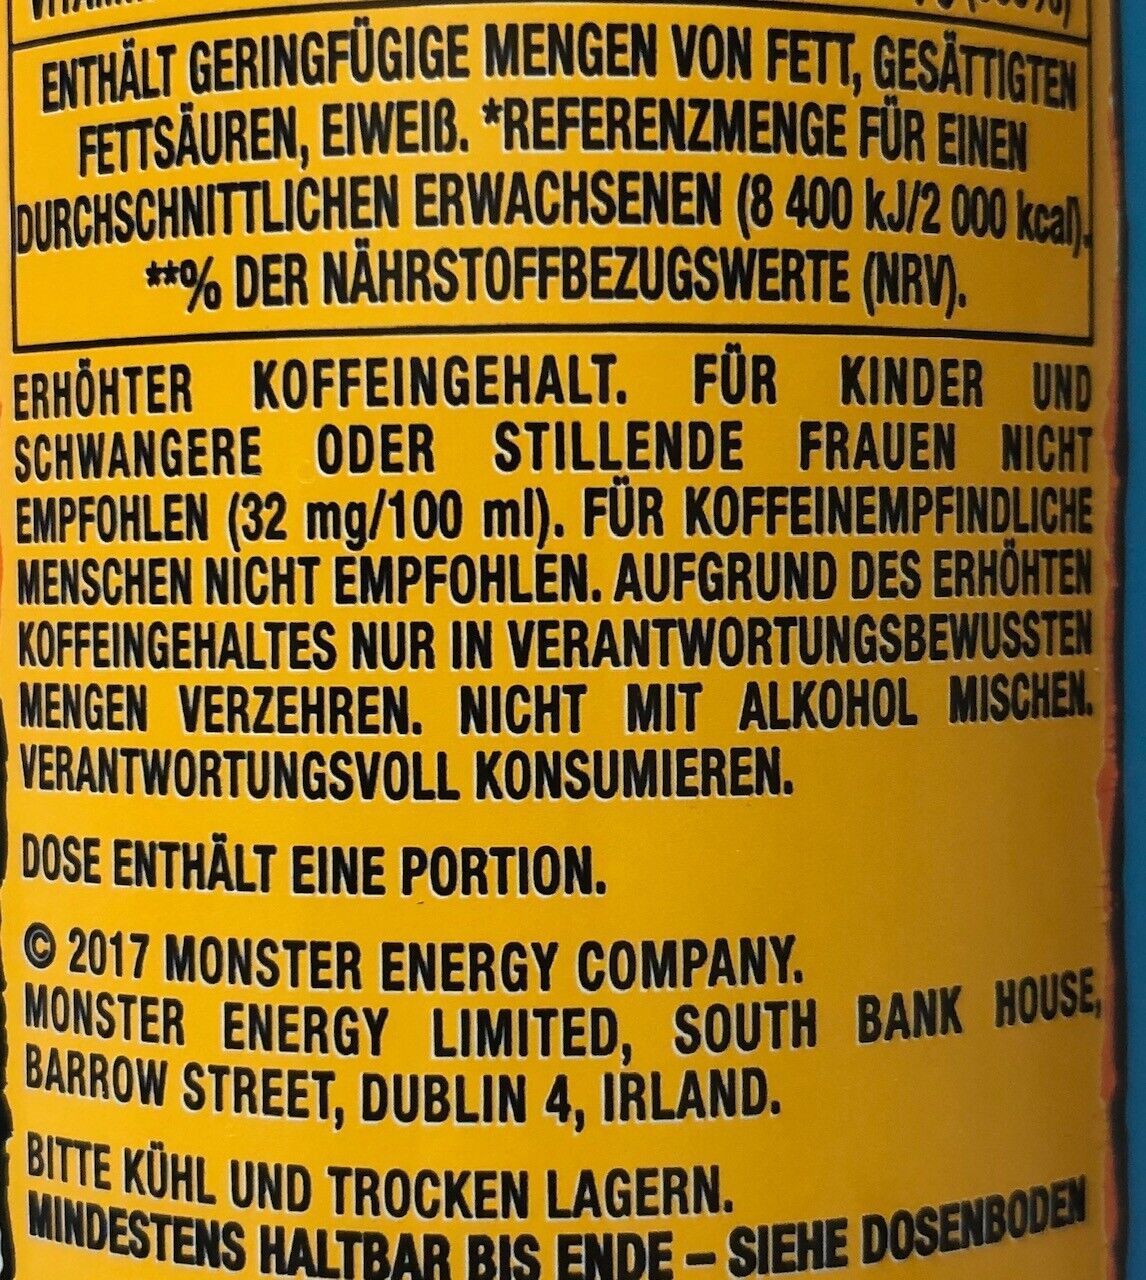 ENTHÄLT GERINGFÜGIGE MENGEN VON FETT, GESÄTTIGTEN
FETTSÄUREN, EIWEIß. *REFERENZMENGE FÜR EINEN
DURCHSCHNITTLICHEN ERWACHSENEN (8 400 kJ/2 000 kcal).
**% DER NÄHRSTOFFBEZUGSWERTE (NRV).
ERHÖHTER KOFFEINGEHALT. FÜR KINDER UND
SCHWANGERE ODER STILLENDE FRAUEN NICHT
EMPFOHLEN (32 mg/100 ml). FÜR KOFFEINEMPFINDLICHE
MENSCHEN NICHT EMPFOHLEN. AUFGRUND DES ERHÖHTEN
KOFFEINGEHALTES NUR IN VERANTWORTUNGSBEWUSSTEN
MENGEN VERZEHREN. NICHT MIT ALKOHOL MISCHEN.
VERANTWORTUNGSVOLL KONSUMIEREN.
DOSE ENTHÄLT EINE PORTION.
© 2017 MONSTER ENERGY COMPANY.
MONSTER ENERGY LIMITED, SOUTH BANK HOUSE,
BARROW STREET, DUBLIN 4, IRLAND.
BITTE KÜHL UND TROCKEN LAGERN.
MINDESTENS HALTBAR BIS ENDE – SIEHE DOSENBODEN